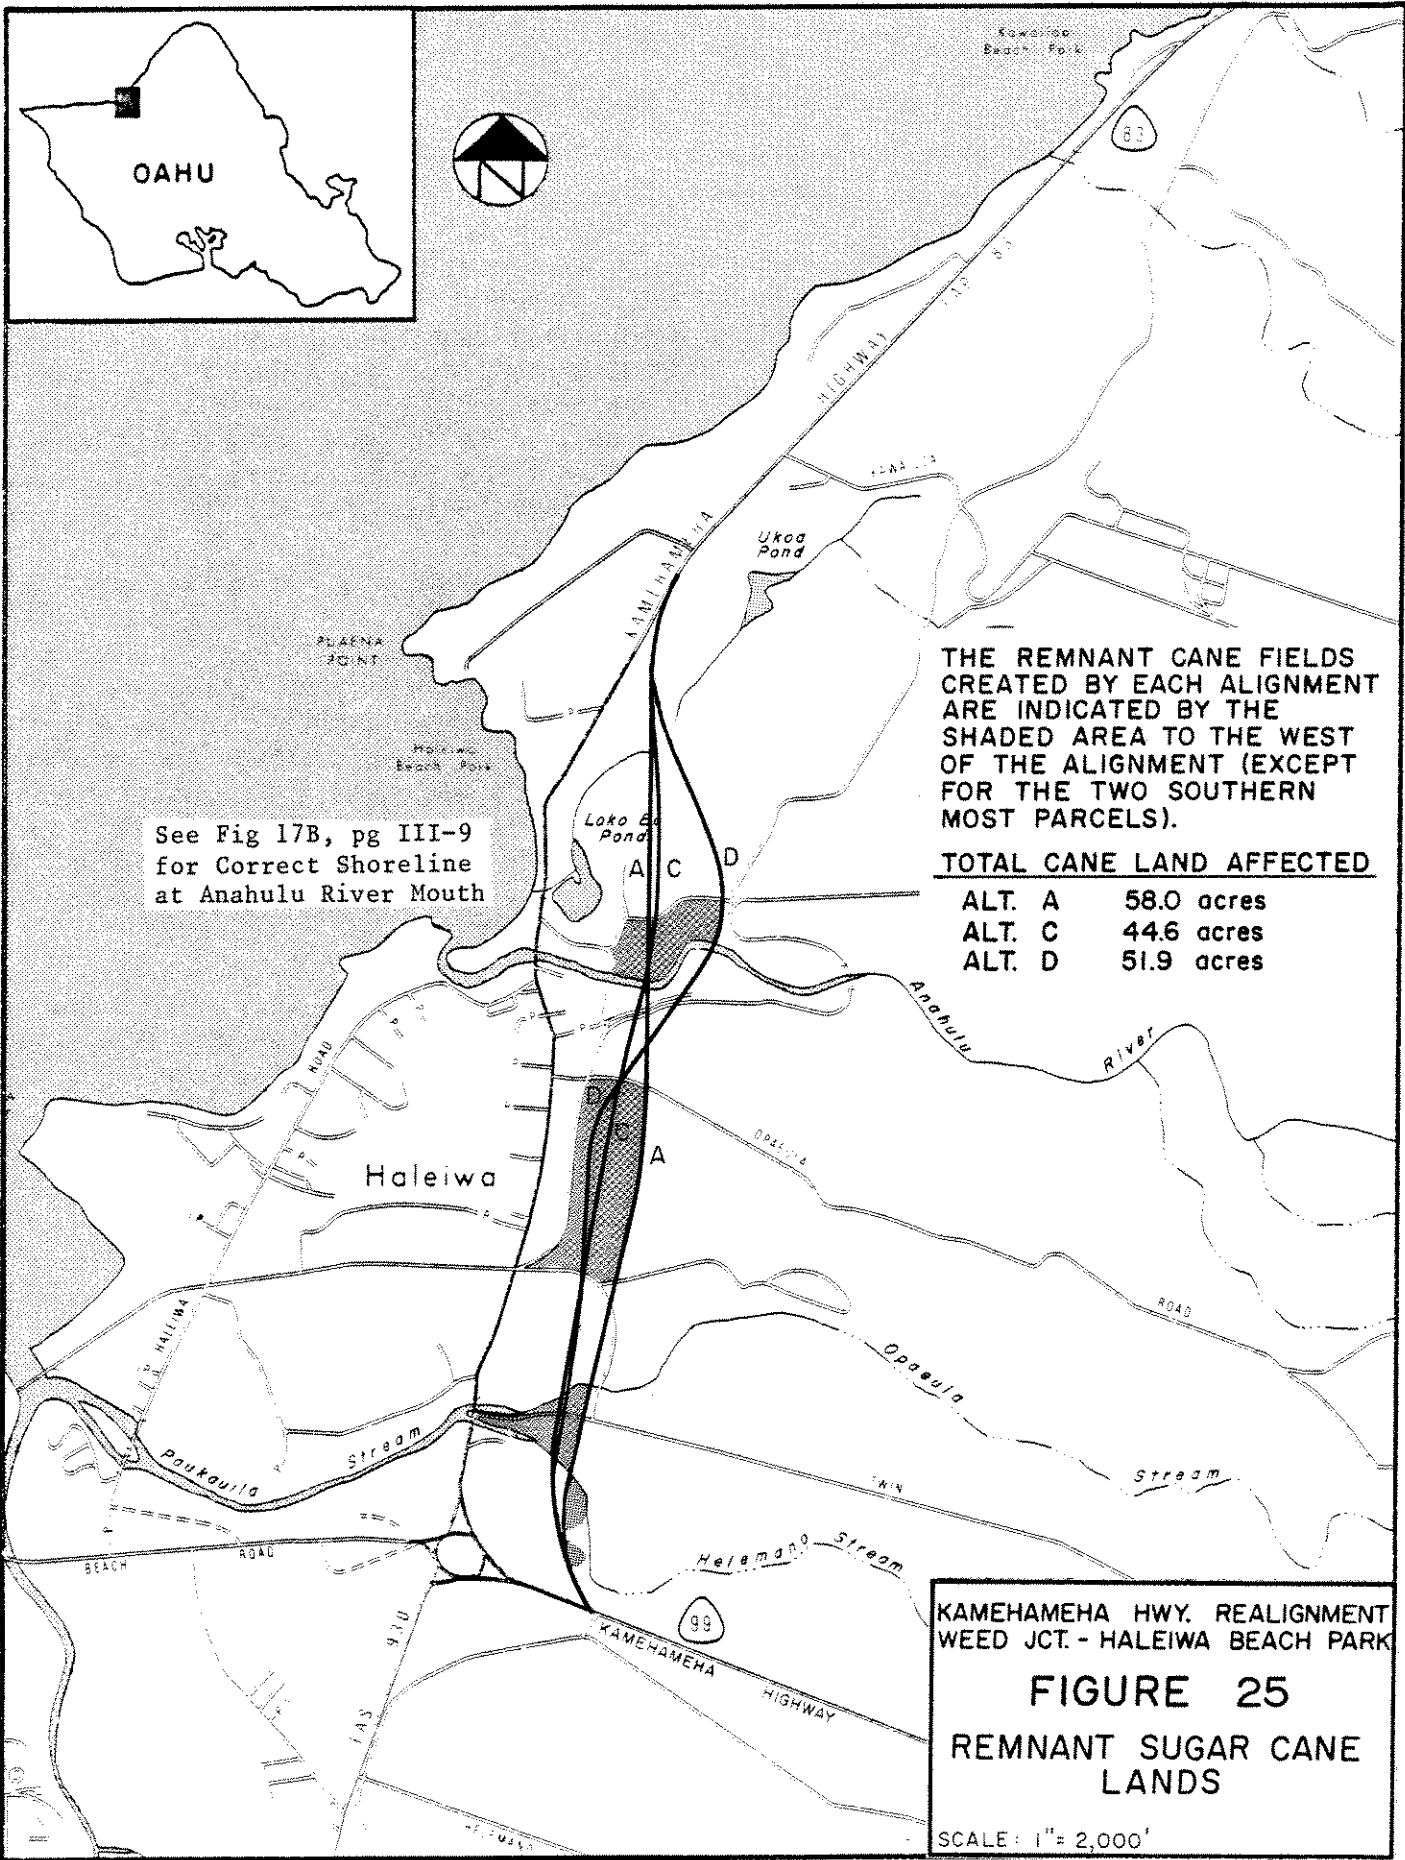 OAHU
N
Kawailoa
Beach Park
83
HIGHWAY
FAP 83
KAMEHAMEHA
Ukoa
Pond
PUAENA
POINT
Haleiwa
Beach Park
THE REMNANT CANE FIELDS
CREATED BY EACH ALIGNMENT
ARE INDICATED BY THE
SHADED AREA TO THE WEST
OF THE ALIGNMENT (EXCEPT
FOR THE TWO SOUTHERN
MOST PARCELS).
TOTAL CANE LAND AFFECTED
ALT. A 58.0 acres
ALT. C 44.6 acres
ALT. D 51.9 acres
See Fig 17B, pg III-9
for Correct Shoreline
at Anahulu River Mouth
Loko Ea
Pond
A
C
D
Anahulu
River
ROAD
D
C
A
OPAEULA
Haleiwa
ROAD
HALEIWA
Opaeula
Stream
Paukauila
Stream
TWIN
Helemano Stream
BEACH ROAD
FAS 930
99
KAMEHAMEHA
HIGHWAY
KAMEHAMEHA HWY. REALIGNMENT
WEED JCT. - HALEIWA BEACH PARK
FIGURE 25
REMNANT SUGAR CANE
LANDS
SCALE: 1"= 2,000'